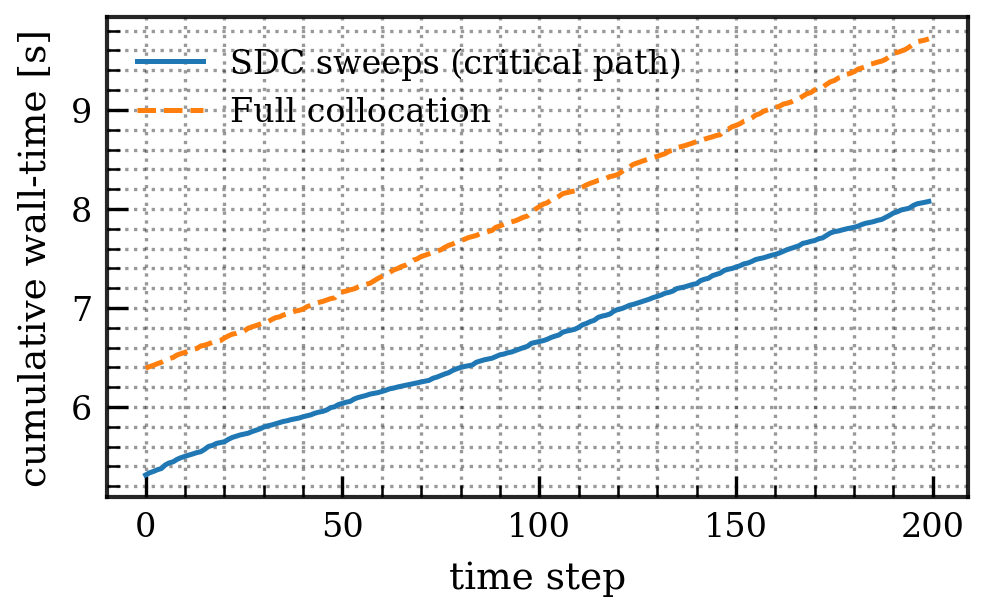 cumulative wall-time [s]
SDC sweeps (critical path)
Full collocation
9
8
7
6
0 50 100 150 200
time step